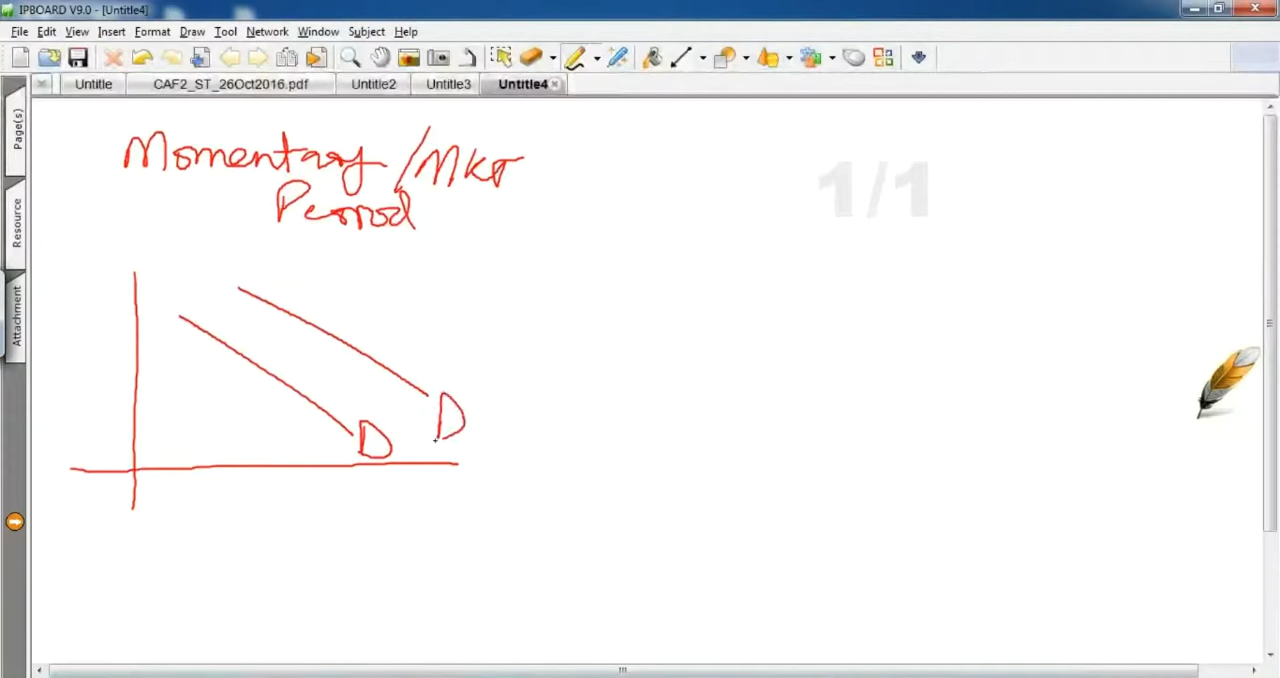 IPBOARD V9.0 - [Untitle4]
File Edit View Insert Format Draw Tool Network Window Subject Help
Untitle CAF2_ST_26Oct2016.pdf Untitle2 Untitle3 Untitle4
Page(s)
Resource
Attachment
Momentary / MKT
Period
1/1
D
D